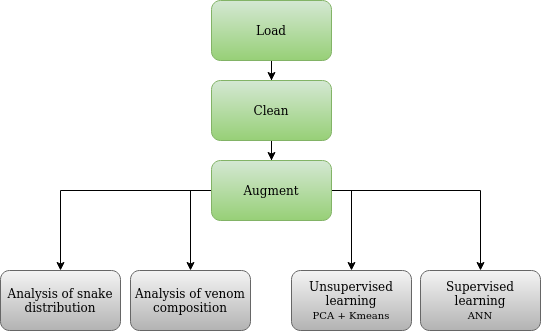 Load
Clean
Augment
Analysis of snake
distribution
Analysis of venom
composition
Unsupervised
learning
PCA + Kmeans
Supervised
learning
ANN